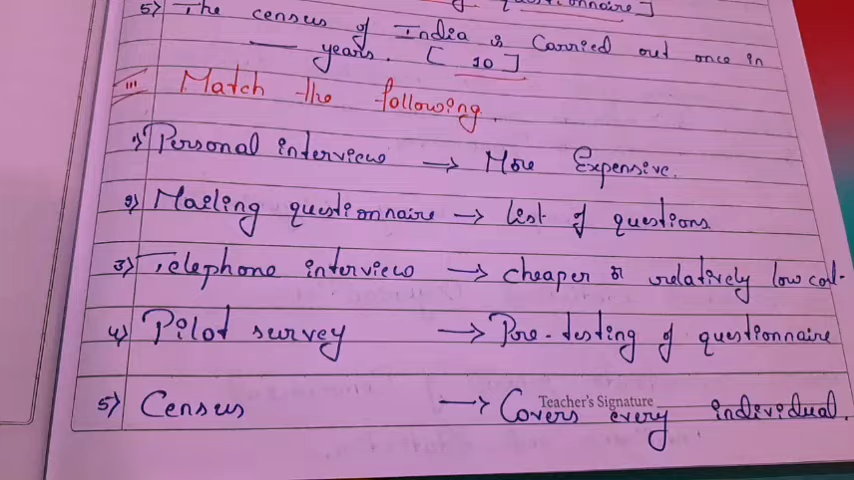 questionnaire]
5) The census of India is carried out once in
—— years. [ 10 ]
III Match the following.
1) Personal interview → More Expensive.
2) Mailing questionnaire → List of questions
3) Telephone interview → cheaper or relatively low
4) Pilot survey → Pre-testing of questionnaire
5) Census → Covers every individual.
Teacher's Signature